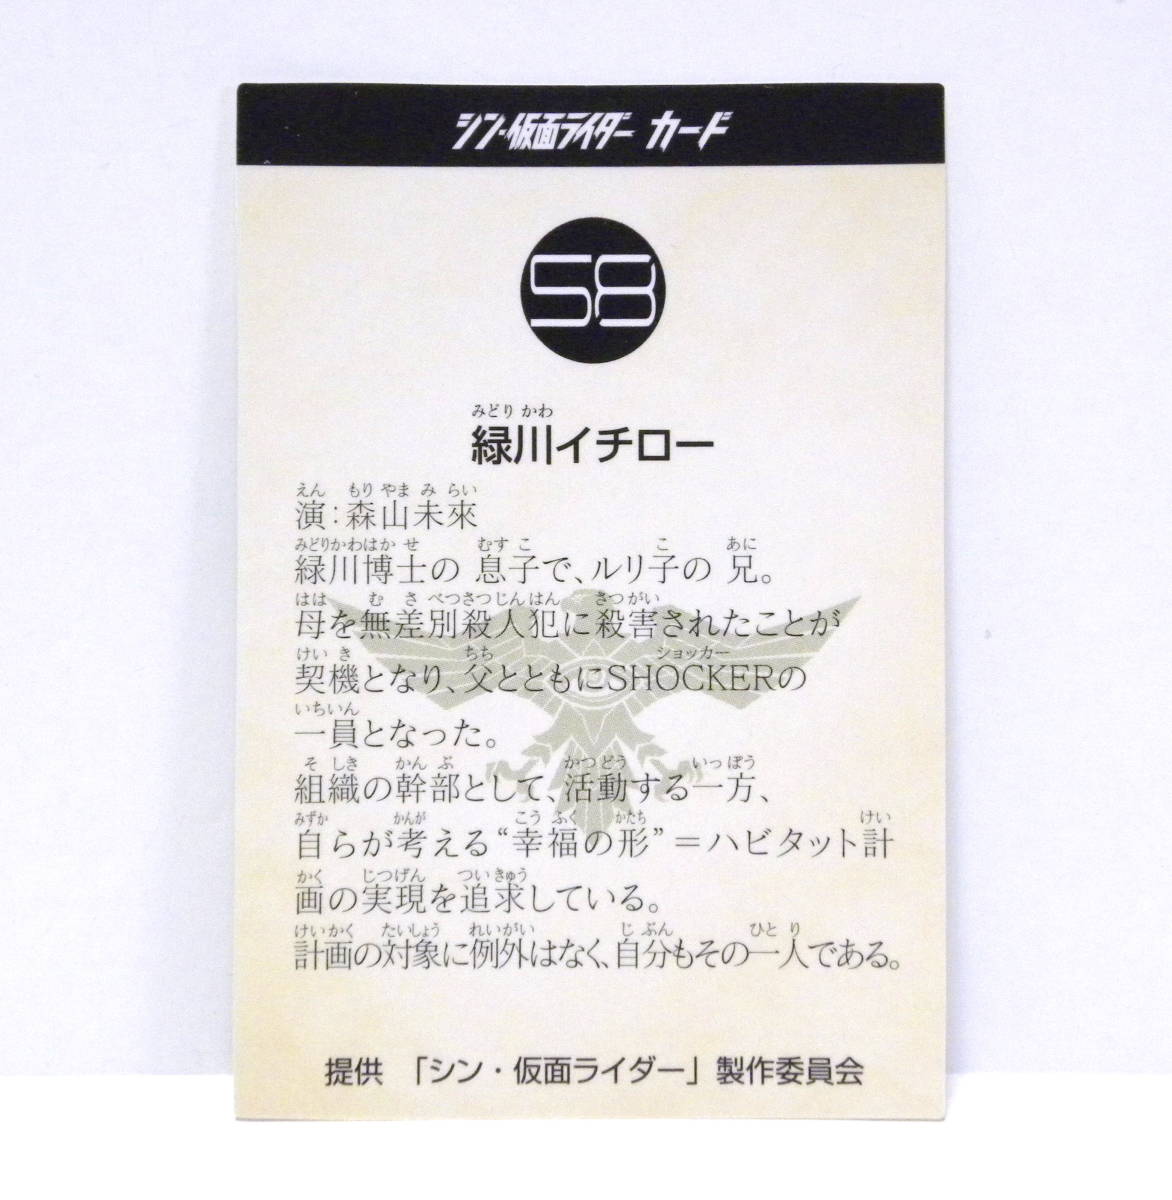 シン・仮面ライダー カード
58
みどり かわ
緑川イチロー
えん もり やま み らい
演：森山未來
みどりかわはか せ むす こ こ あに
緑川博士の 息子で、ルリ子の 兄。
はは む さ べつさつじんはん さつがい
母を無差別殺人犯に殺害されたことが
けい き ちち ショッカー
契機となり、父とともにSHOCKERの
いちいん
一員となった。
そ しき かん ぶ かつどう いっぽう
組織の幹部として、活動する一方、
みずか かんが こう ふく かたち けい
自らが考える“幸福の形”＝ハビタット計
かく じつげん ついきゅう
画の実現を追求している。
けいかく たいしょう れいがい じ ぶん ひと り
計画の対象に例外はなく、自分もその一人である。
提供 「シン・仮面ライダー」製作委員会